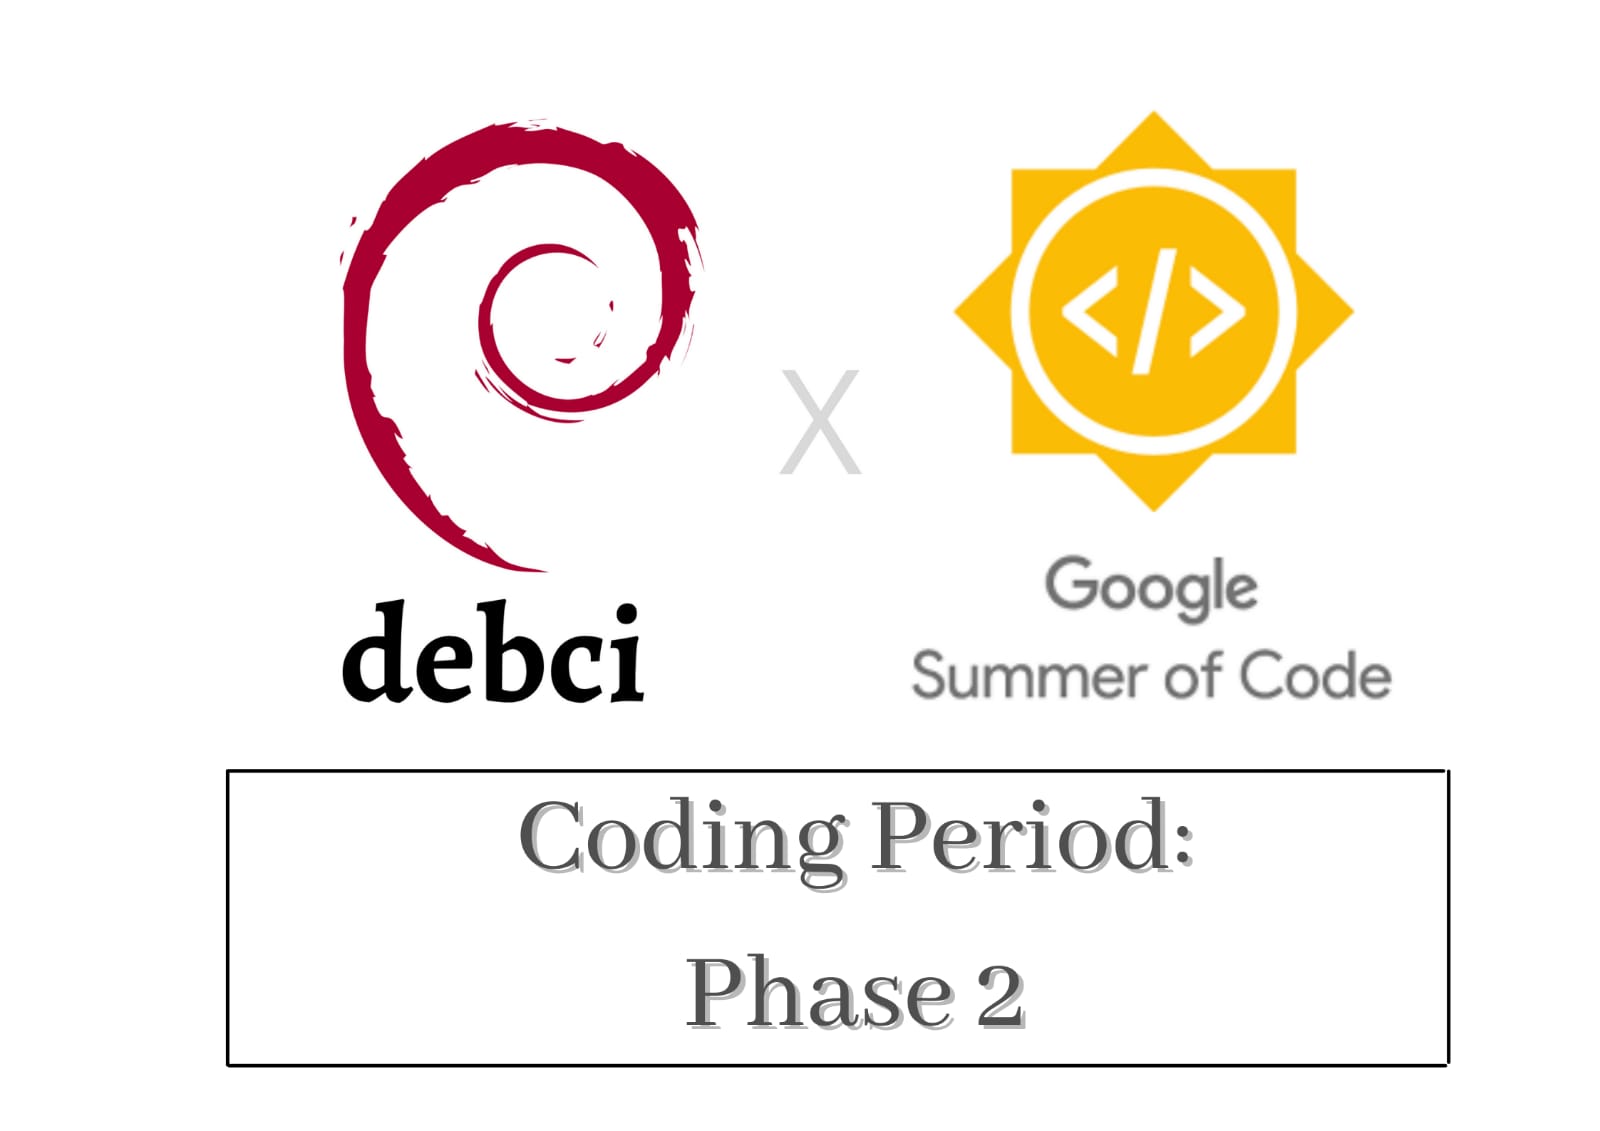 debci
X
</>
Google
Summer of Code
Coding Period:
Phase 2